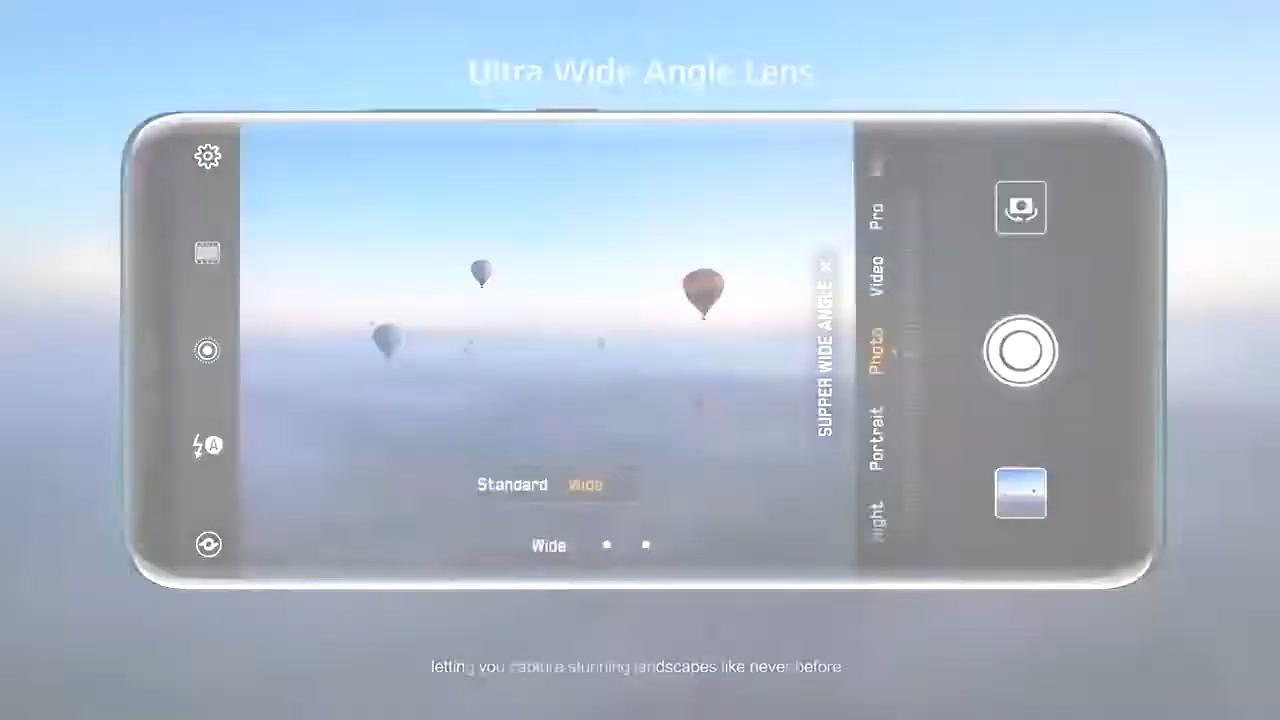 Ultra Wide Angle Lens
A
Pro
Video
Photo
Portrait
Night
SUPPER WIDE ANGLE ✕
Standard Wide
Wide
letting you capture stunning landscapes like never before